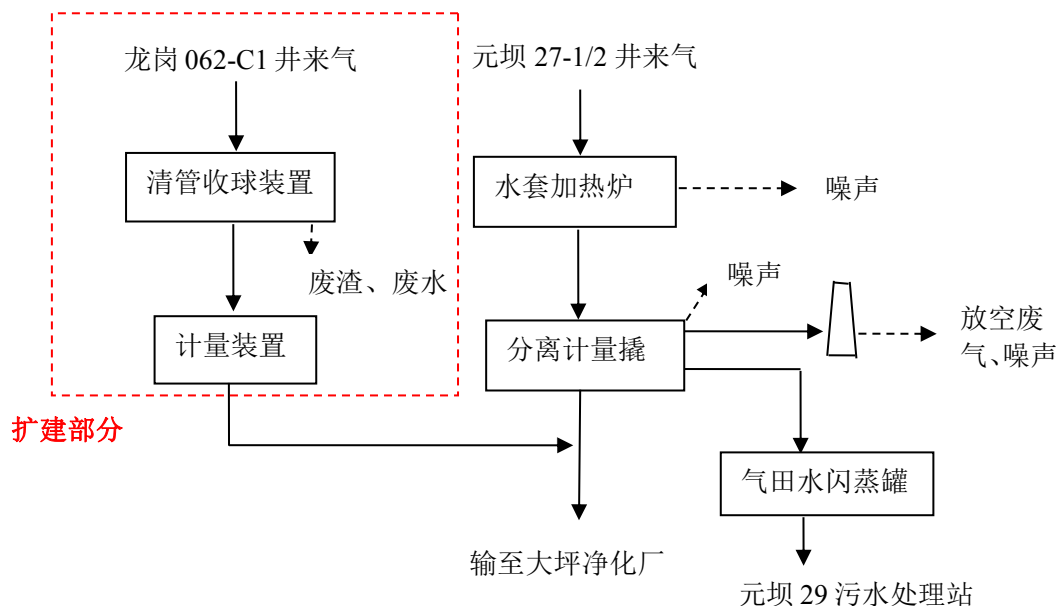 龙岗 062-C1 井来气
元坝 27-1/2 井来气
清管收球装置
水套加热炉
噪声
废渣、废水
噪声
计量装置
分离计量撬
放空废
气、噪声
扩建部分
气田水闪蒸罐
输至大坪净化厂
元坝 29 污水处理站